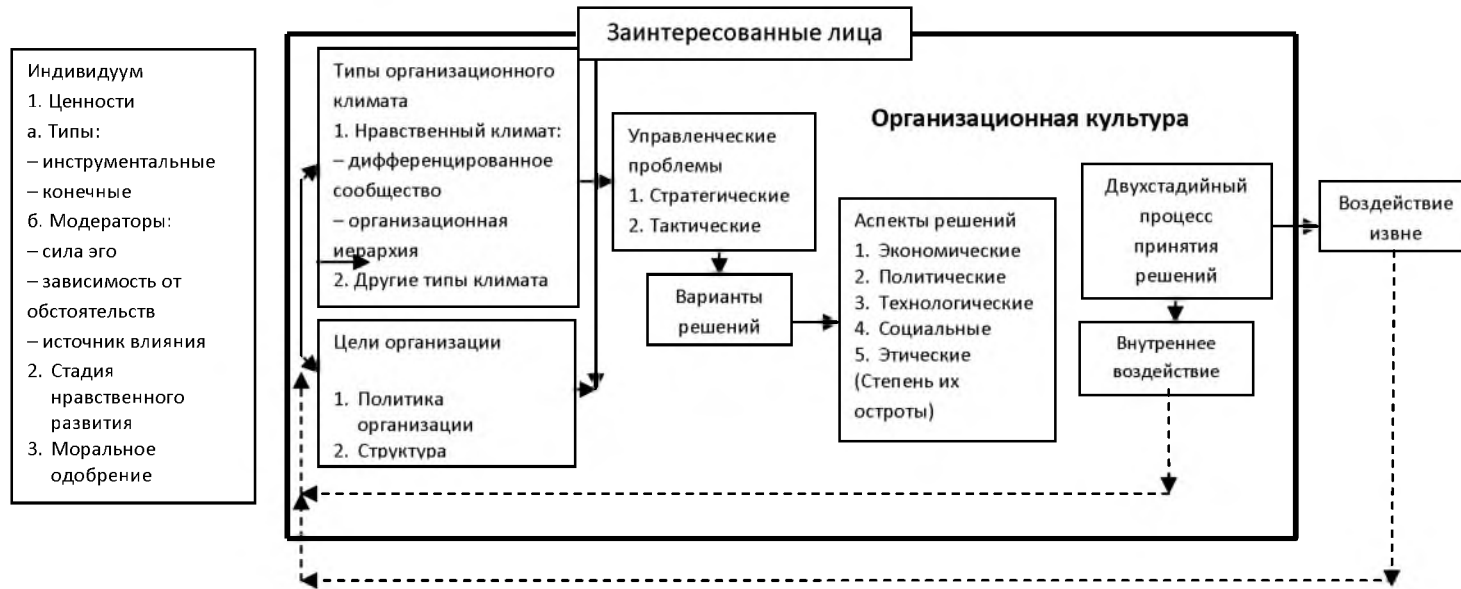 Заинтересованные лица
Индивидуум
1. Ценности
а. Типы:
– инструментальные
– конечные
б. Модераторы:
– сила эго
– зависимость от
обстоятельств
– источник влияния
2. Стадия
нравственного
развития
3. Моральное
одобрение
Типы организационного
климата
1. Нравственный климат:
– дифференцированное
сообщество
– организационная
иерархия
2. Другие типы климата
Цели организации
1. Политика
организации
2. Структура
Управленческие
проблемы
1. Стратегические
2. Тактические
Варианты
решений
Организационная культура
Аспекты решений
1. Экономические
2. Политические
3. Технологические
4. Социальные
5. Этические
(Степень их
остроты)
Двухстадийный
процесс
принятия
решений
Внутреннее
воздействие
Воздействие
извне